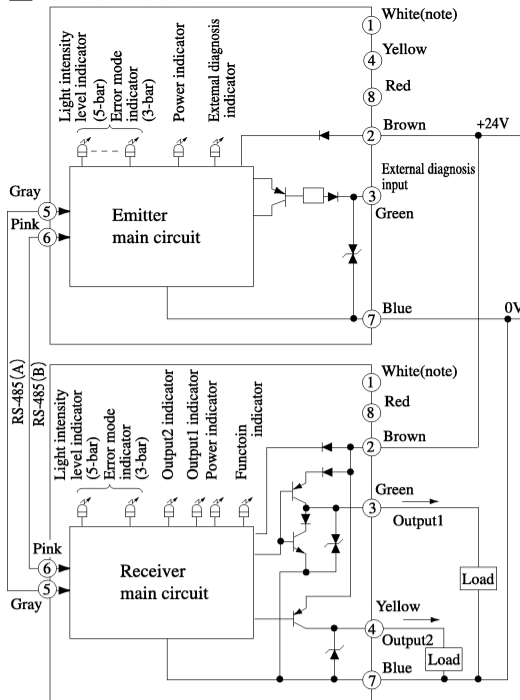 Light intensity
level indicator
(5-bar)
Error mode
indicator
(3-bar)
Power indicator
External diagnosis
indicator
1 White(note)
4 Yellow
8 Red
2 Brown
+24V
External diagnosis
input
3
Green
Gray
5
Pink
6
Emitter
main circuit
7 Blue
0V
RS-485(A)
RS-485(B)
Light intensity
level indicator
(5-bar)
Error mode
indicator
(3-bar)
Output2 indicator
Output1 indicator
Power indicator
Functoin
indicator
1 White(note)
8 Red
2 Brown
Green
3
Output1
Load
Pink
6
5
Gray
Receiver
main circuit
Yellow
4
Output2
Load
Blue
7